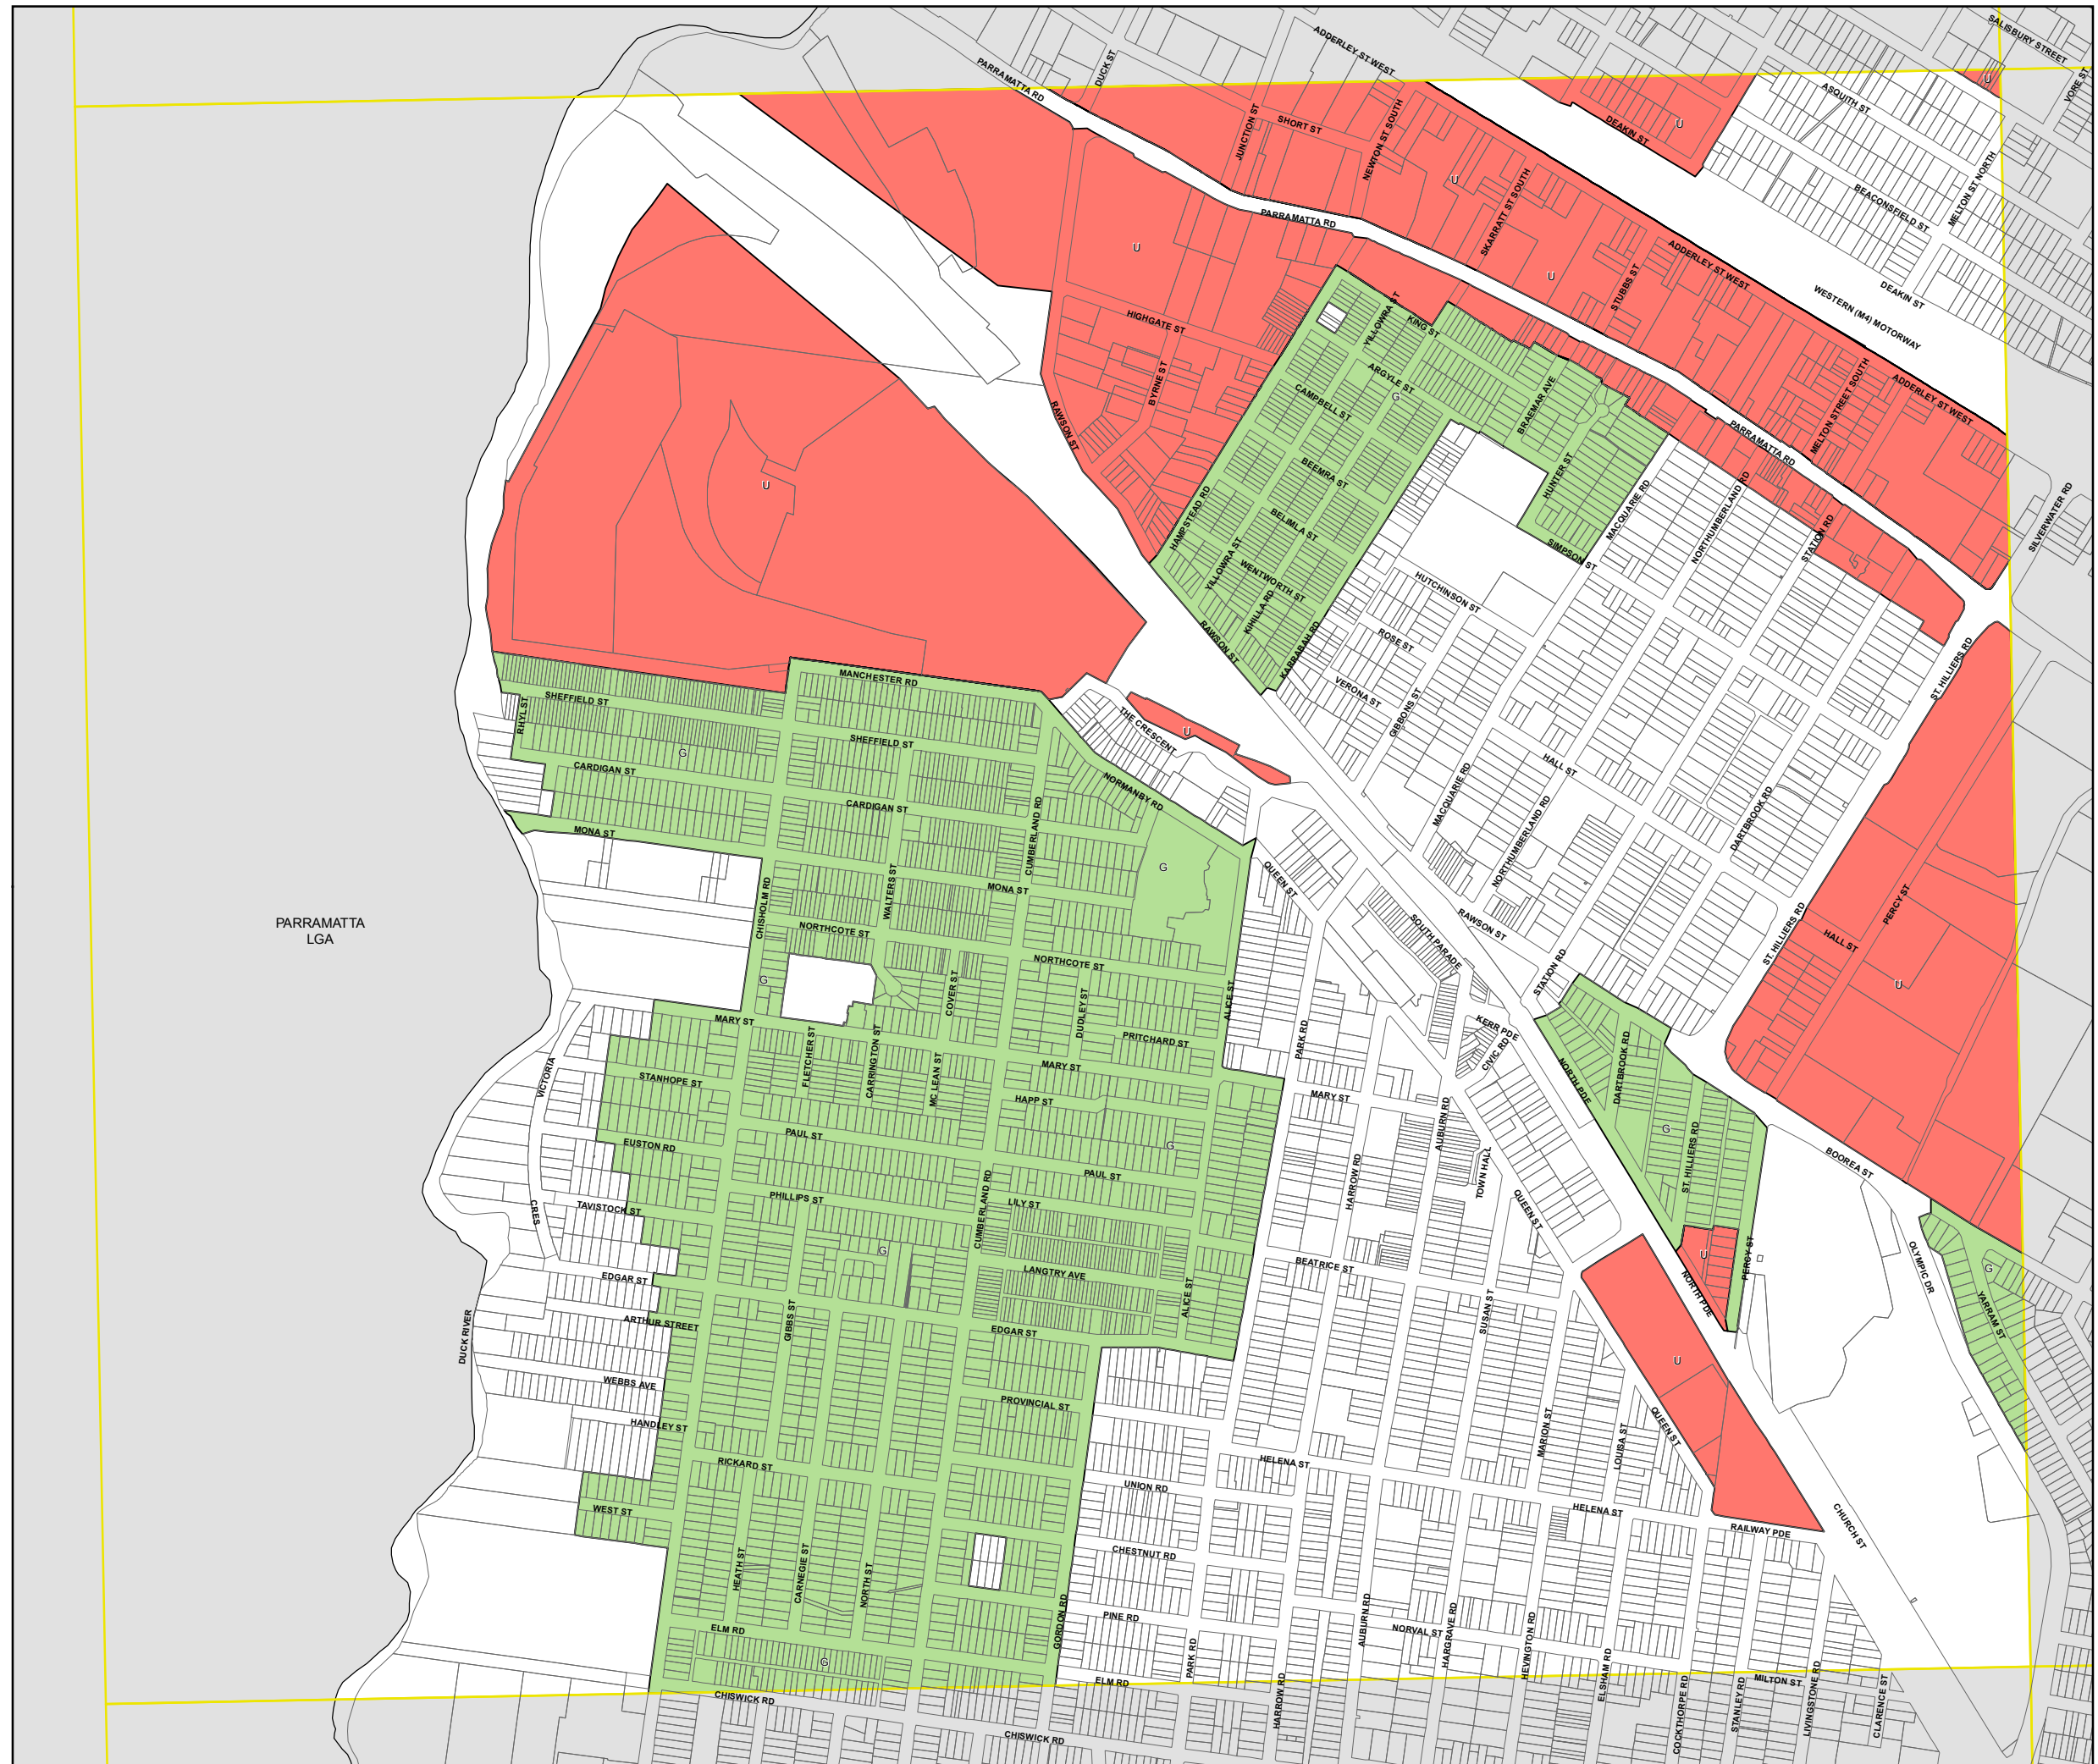 SALISBURY STREET
ADDERLEY ST WEST
PARRAMATTA RD
DUCK ST
U
VORE ST
ASQUITH ST
SHORT ST
JUNCTION ST
NEWTON ST SOUTH
DEAKIN ST
U
U
SKARRATT ST SOUTH
BEACONSFIELD ST
MELTON ST NORTH
PARRAMATTA RD
U
U
STUBBS ST
ADDERLEY ST WEST
DEAKIN ST
WESTERN (M4) MOTORWAY
HIGHGATE ST
YILLOWRA ST
KING ST
BYRNE ST
RAWSON ST
ARGYLE ST
G
CAMPBELL ST
BRAEMAR AVE
MELTON STREET SOUTH
ADDERLEY ST WEST
PARRAMATTA RD
BEEMRA ST
HUNTER ST
U
HAMPSTEAD RD
BELIMLA ST
MACQUARIE RD
NORTHUMBERLAND RD
STATION RD
SILVERWATER RD
SIMPSON ST
YILLOWRA ST
WENTWORTH ST
HUTCHINSON ST
KIHILLA RD
RAWSON ST
KARRABAH RD
ROSE ST
VERONA ST
GIBBONS ST
ST. HILLIERS RD
MANCHESTER RD
SHEFFIELD ST
RHYL ST
THE CRESCENT
U
SHEFFIELD ST
G
CARDIGAN ST
NORMANBY RD
HALL ST
CARDIGAN ST
CUMBERLAND RD
MACQUARIE RD
DARTBROOK RD
MONA ST
NORTHUMBERLAND RD
G
QUEEN ST
WALTERS ST
MONA ST
CHISHOLM RD
PERCY ST
PARRAMATTA
LGA
NORTHCOTE ST
SOUTH PARADE
RAWSON ST
ST. HILLIERS RD
HALL ST
NORTHCOTE ST
STATION RD
G
COVER ST
DUDLEY ST
ALICE ST
U
MARY ST
PRITCHARD ST
PARK RD
KERR PDE
CIVIC RD
FLETCHER ST
CARRINGTON ST
MC LEAN ST
MARY ST
NORTH PDE
DARTBROOK RD
VICTORIA
STANHOPE ST
HAPP ST
MARY ST
AUBURN RD
G
EUSTON RD
PAUL ST
G
TOWN HALL
ST. HILLIERS RD
BOOREA ST
PAUL ST
HARROW RD
PHILLIPS ST
LILY ST
TAVISTOCK ST
CRES
CUMBERLAND RD
QUEEN ST
G
LANGTRY AVE
BEATRICE ST
U
PERCY ST
OLYMPIC DR
G
EDGAR ST
ALICE ST
NORTH PDE
YARRAM ST
ARTHUR STREET
GIBBS ST
EDGAR ST
SUSAN ST
DUCK RIVER
U
WEBBS AVE
PROVINCIAL ST
HANDLEY ST
MARION ST
LOUISA ST
QUEEN ST
RICKARD ST
HELENA ST
UNION RD
WEST ST
HELENA ST
RAILWAY PDE
CHURCH ST
CHESTNUT RD
HEATH ST
CARNEGIE ST
NORTH ST
GORDON RD
PINE RD
ELM RD
AUBURN RD
NORVAL ST
HARGRAVE RD
HEVINGTON RD
PARK RD
G
ELM RD
HARROW RD
ELSHAM RD
MILTON ST
CHISWICK RD
COCKTHORPE RD
STANLEY RD
LIVINGSTONE RD
CLARENCE ST
CHISWICK RD